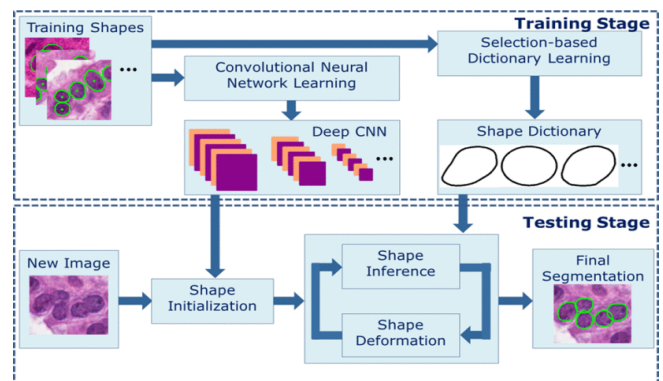 Training Stage
Training Shapes
...
Convolutional Neural
Network Learning
Selection-based
Dictionary Learning
Deep CNN
...
Shape Dictionary
...
Testing Stage
New Image
Shape
Initialization
Shape
Inference
Shape
Deformation
Final
Segmentation